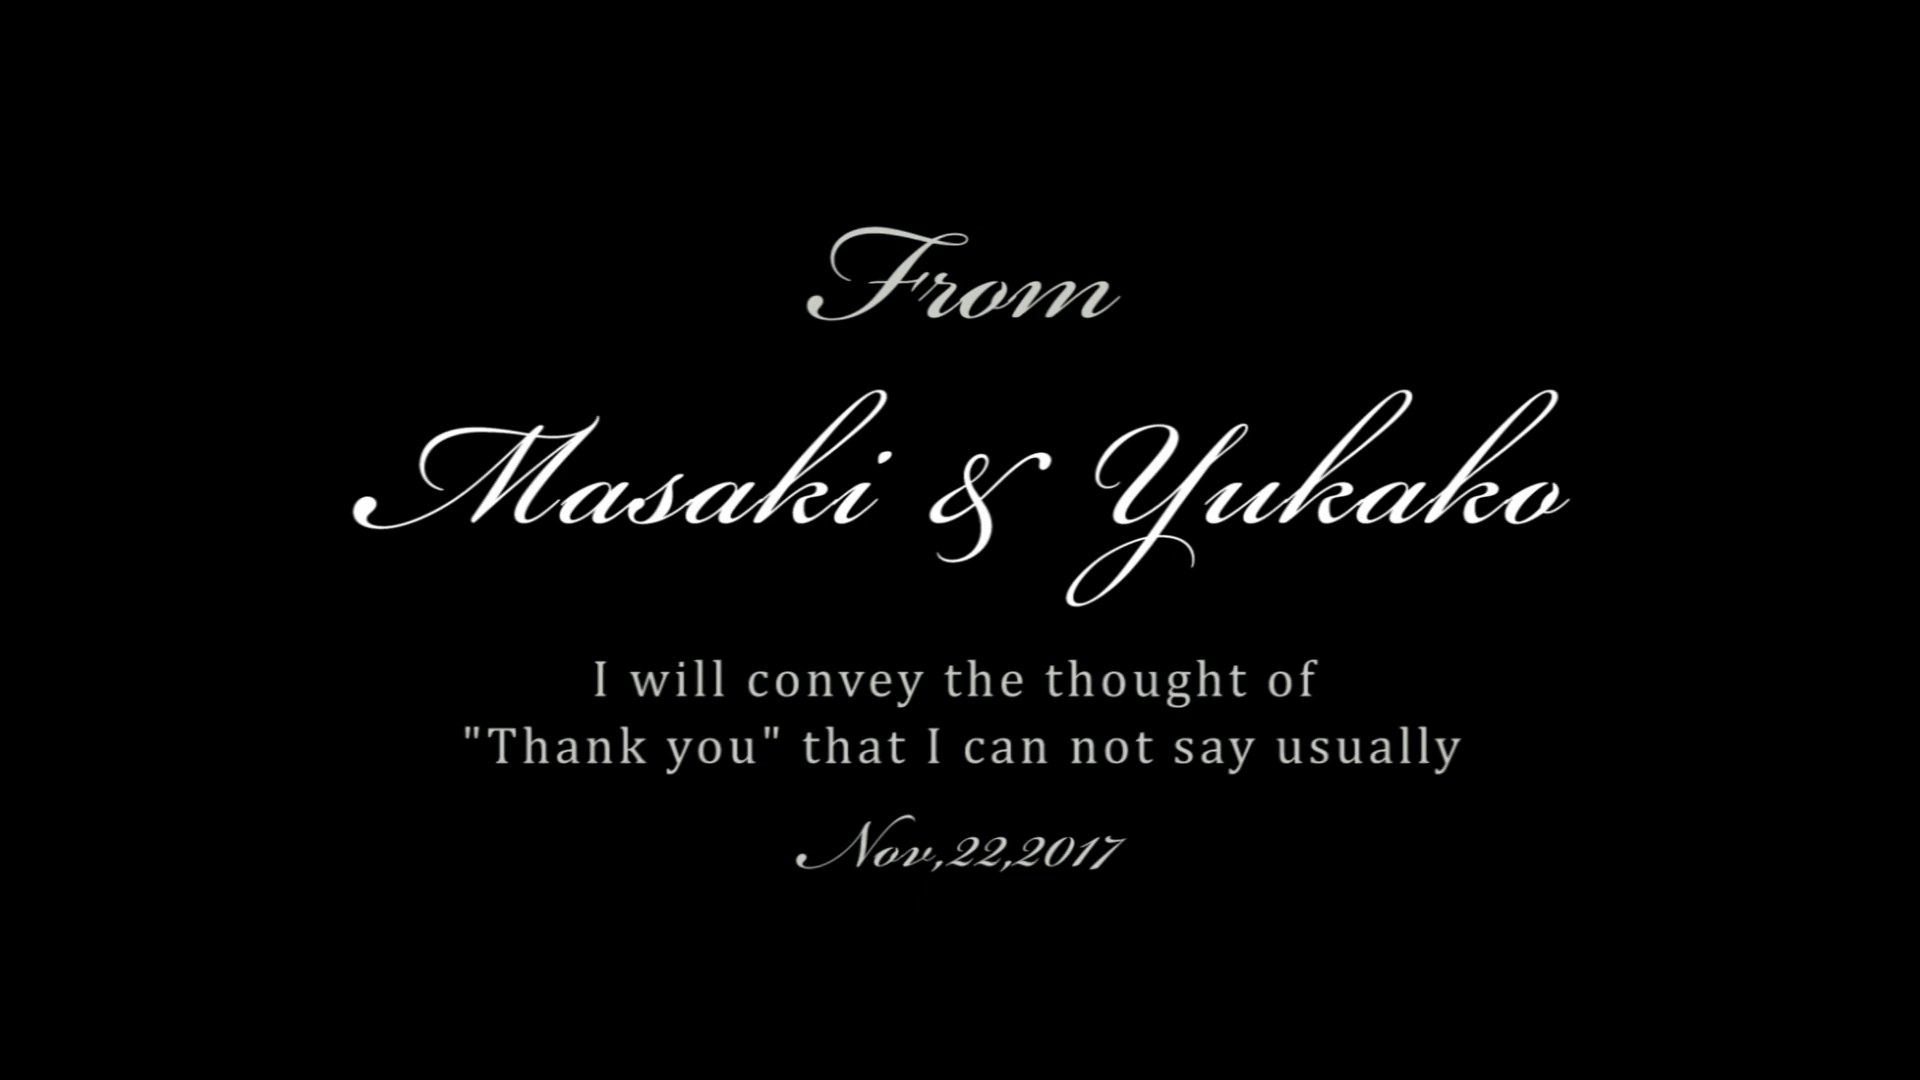 From
Masaki & Yukako
I will convey the thought of
"Thank you" that I can not say usually
Nov,22,2017